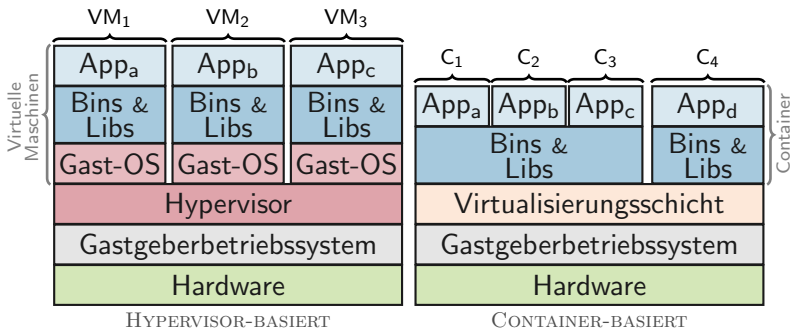 VM₁ VM₂ VM₃
Appₐ App_b App_c
Bins & Libs Bins & Libs Bins & Libs
Gast-OS Gast-OS Gast-OS
Hypervisor
Gastgeberbetriebssystem
Hardware
Virtuelle
Maschinen
HYPERVISOR-BASIERT
C₁ C₂ C₃ C₄
Appₐ App_b App_c App_d
Bins & Libs Bins & Libs
Virtualisierungsschicht
Gastgeberbetriebssystem
Hardware
Container
CONTAINER-BASIERT